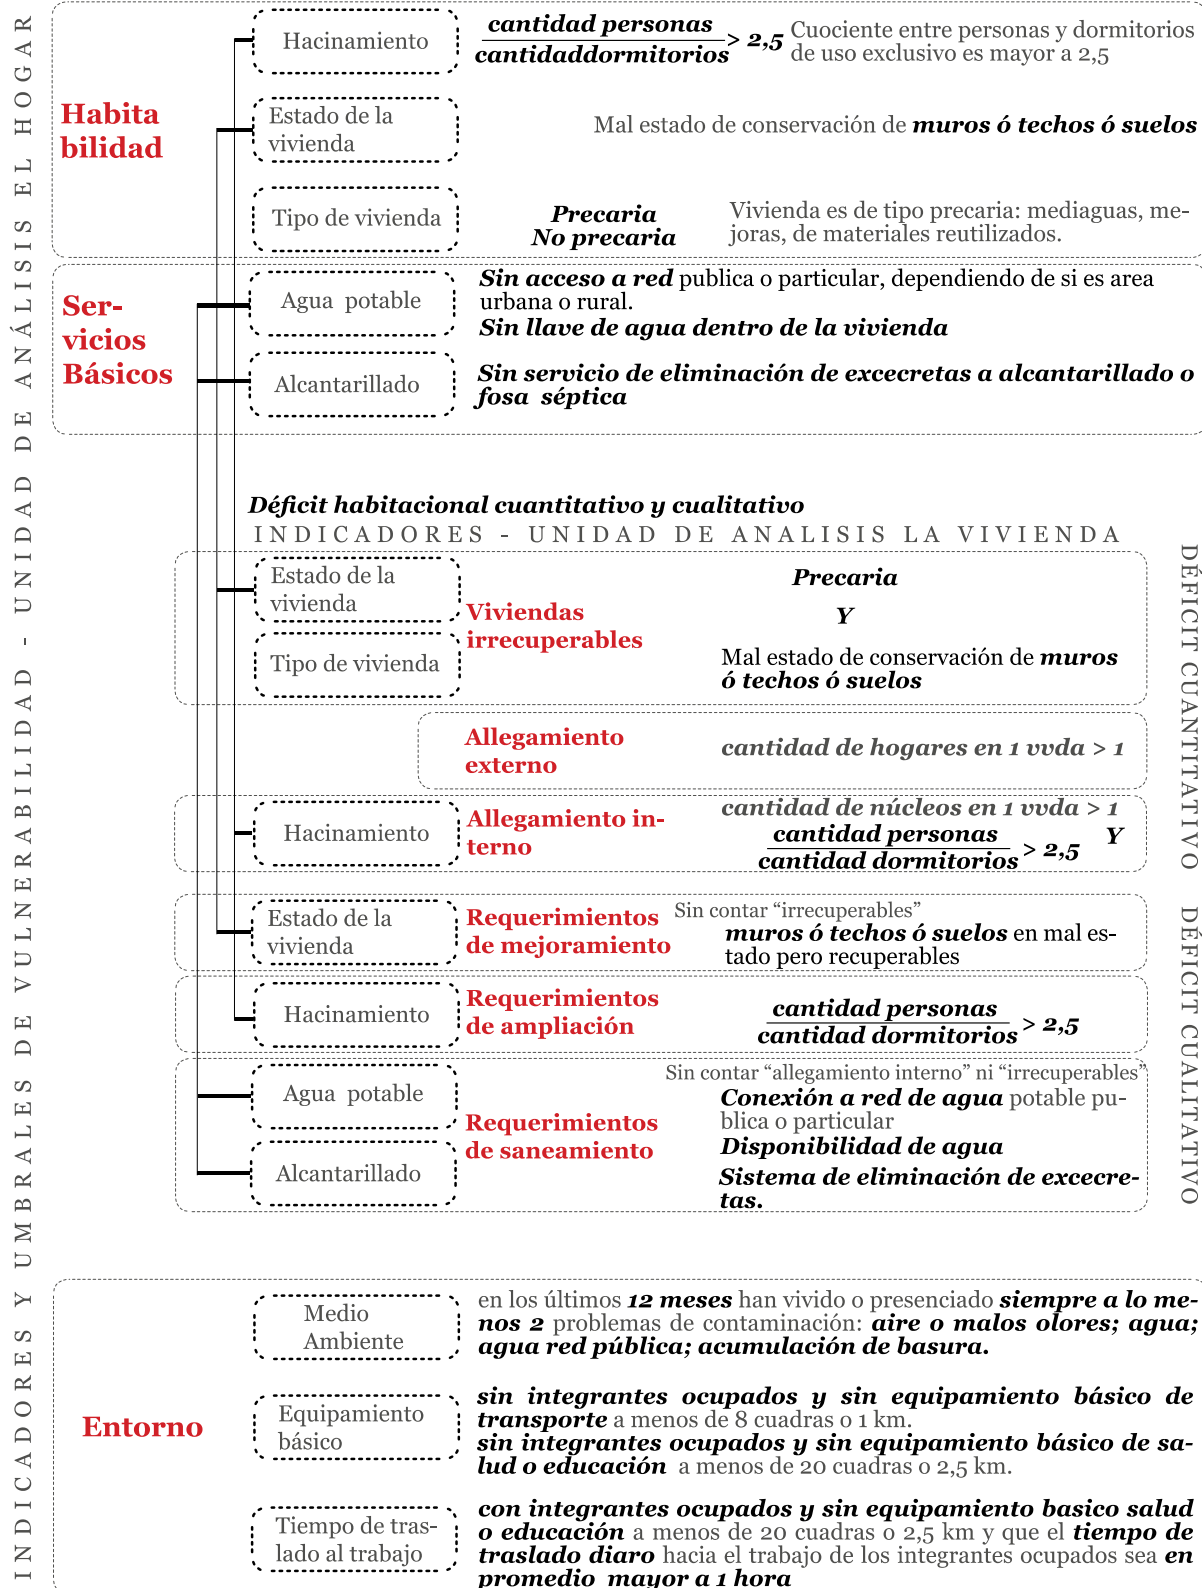 INDICADORES Y UMBRALES DE VULNERABILIDAD - UNIDAD DE ANÁLISIS EL HOGAR
Habita
bilidad
Hacinamiento
cantidad personas
cantidaddormitorios > 2,5
Cuociente entre personas y dormitorios
de uso exclusivo es mayor a 2,5
Estado de la
vivienda
Mal estado de conservación de muros ó techos ó suelos
Tipo de vivienda
Precaria
No precaria
Vivienda es de tipo precaria: mediaguas, me-
joras, de materiales reutilizados.
Ser-
vicios
Básicos
Agua potable
Sin acceso a red publica o particular, dependiendo de si es area
urbana o rural.
Sin llave de agua dentro de la vivienda
Alcantarillado
Sin servicio de eliminación de excecretas a alcantarillado o
fosa séptica
Déficit habitacional cuantitativo y cualitativo
INDICADORES - UNIDAD DE ANALISIS LA VIVIENDA
DÉFICIT CUANTITATIVO
Estado de la
vivienda
Tipo de vivienda
Viviendas
irrecuperables
Precaria
Y
Mal estado de conservación de muros
ó techos ó suelos
Allegamiento
externo
cantidad de hogares en 1 vvda > 1
Hacinamiento
Allegamiento in-
terno
cantidad de núcleos en 1 vvda > 1
Y
cantidad personas
cantidad dormitorios > 2,5
DÉFICIT CUALITATIVO
Estado de la
vivienda
Requerimientos
de mejoramiento
Sin contar “irrecuperables”
muros ó techos ó suelos en mal es-
tado pero recuperables
Hacinamiento
Requerimientos
de ampliación
cantidad personas
cantidad dormitorios > 2,5
Agua potable
Alcantarillado
Requerimientos
de saneamiento
Sin contar “allegamiento interno” ni “irrecuperables”
Conexión a red de agua potable pu-
blica o particular
Disponibilidad de agua
Sistema de eliminación de excecre-
tas.
Entorno
Medio
Ambiente
en los últimos 12 meses han vivido o presenciado siempre a lo me-
nos 2 problemas de contaminación: aire o malos olores; agua;
agua red pública; acumulación de basura.
Equipamiento
básico
sin integrantes ocupados y sin equipamiento básico de
transporte a menos de 8 cuadras o 1 km.
sin integrantes ocupados y sin equipamiento básico de sa-
lud o educación a menos de 20 cuadras o 2,5 km.
Tiempo de tras-
lado al trabajo
con integrantes ocupados y sin equipamiento basico salud
o educación a menos de 20 cuadras o 2,5 km y que el tiempo de
traslado diaro hacia el trabajo de los integrantes ocupados sea en
promedio mayor a 1 hora